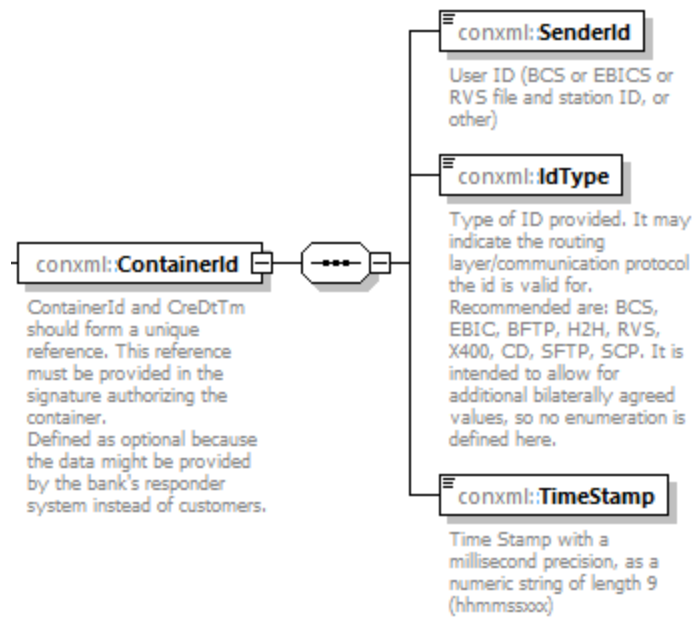 conxml::SenderId
User ID (BCS or EBICS or
RVS file and station ID, or
other)
conxml::IdType
Type of ID provided. It may
indicate the routing
layer/communication protocol
the id is valid for.
Recommended are: BCS,
EBIC, BFTP, H2H, RVS,
X400, CD, SFTP, SCP. It is
intended to allow for
additional bilaterally agreed
values, so no enumeration is
defined here.
conxml::ContainerId
ContainerId and CreDtTm
should form a unique
reference. This reference
must be provided in the
signature authorizing the
container.
Defined as optional because
the data might be provided
by the bank's responder
system instead of customers.
conxml::TimeStamp
Time Stamp with a
millisecond precision, as a
numeric string of length 9
(hhmmssxxx)